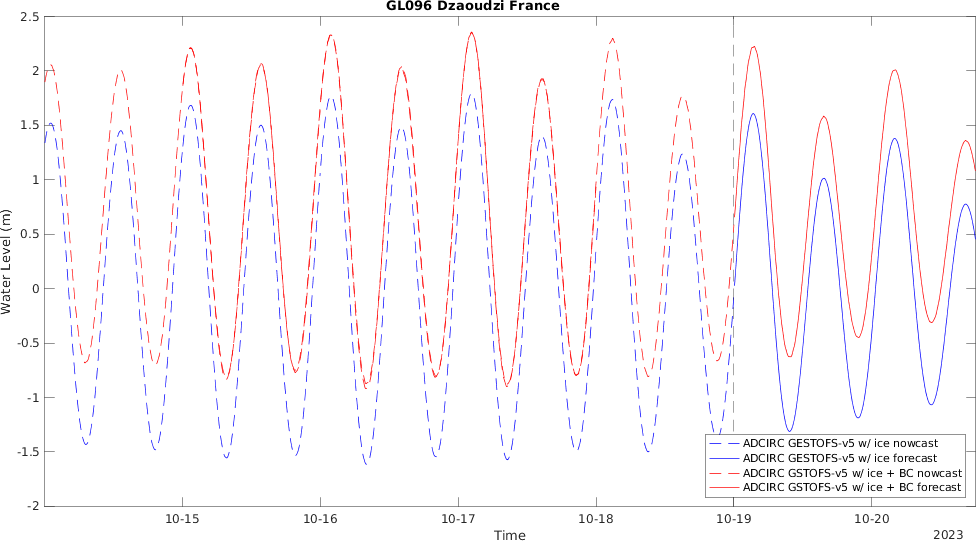 GL096 Dzaoudzi France
2.5
2
1.5
1
0.5
0
-0.5
-1
-1.5
-2
Water Level (m)
ADCIRC GESTOFS-v5 w/ ice nowcast
ADCIRC GESTOFS-v5 w/ ice forecast
ADCIRC GSTOFS-v5 w/ ice + BC nowcast
ADCIRC GSTOFS-v5 w/ ice + BC forecast
10-15 10-16 10-17 10-18 10-19 10-20
Time
2023